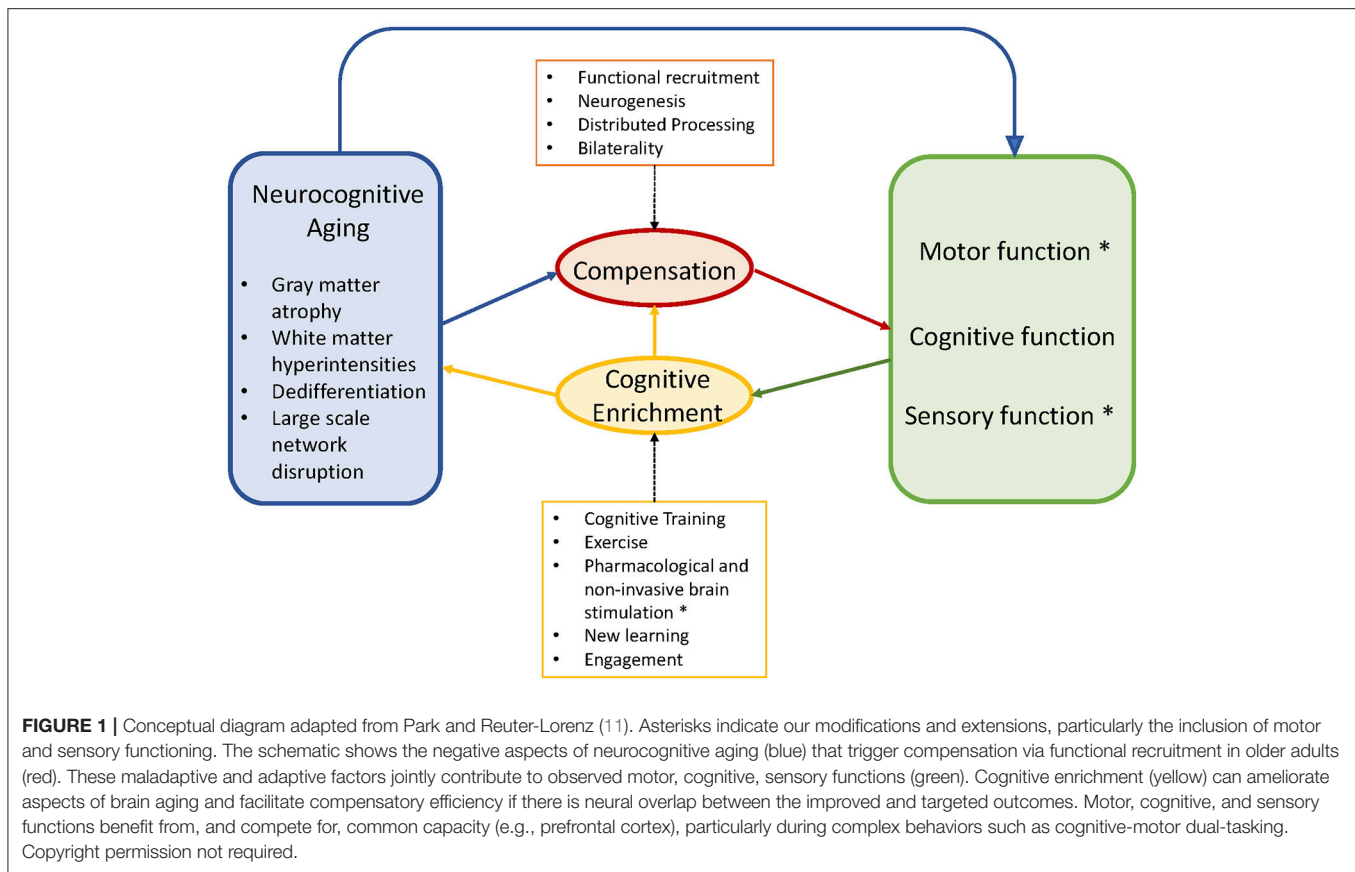 • Functional recruitment
• Neurogenesis
• Distributed Processing
• Bilaterality
Neurocognitive
Aging
• Gray matter
atrophy
• White matter
hyperintensities
• Dedifferentiation
• Large scale
network
disruption
Compensation
Cognitive
Enrichment
Motor function *
Cognitive function
Sensory function *
• Cognitive Training
• Exercise
• Pharmacological and
non-invasive brain
stimulation *
• New learning
• Engagement
FIGURE 1 | Conceptual diagram adapted from Park and Reuter-Lorenz (11). Asterisks indicate our modifications and extensions, particularly the inclusion of motor
and sensory functioning. The schematic shows the negative aspects of neurocognitive aging (blue) that trigger compensation via functional recruitment in older adults
(red). These maladaptive and adaptive factors jointly contribute to observed motor, cognitive, sensory functions (green). Cognitive enrichment (yellow) can ameliorate
aspects of brain aging and facilitate compensatory efficiency if there is neural overlap between the improved and targeted outcomes. Motor, cognitive, and sensory
functions benefit from, and compete for, common capacity (e.g., prefrontal cortex), particularly during complex behaviors such as cognitive-motor dual-tasking.
Copyright permission not required.